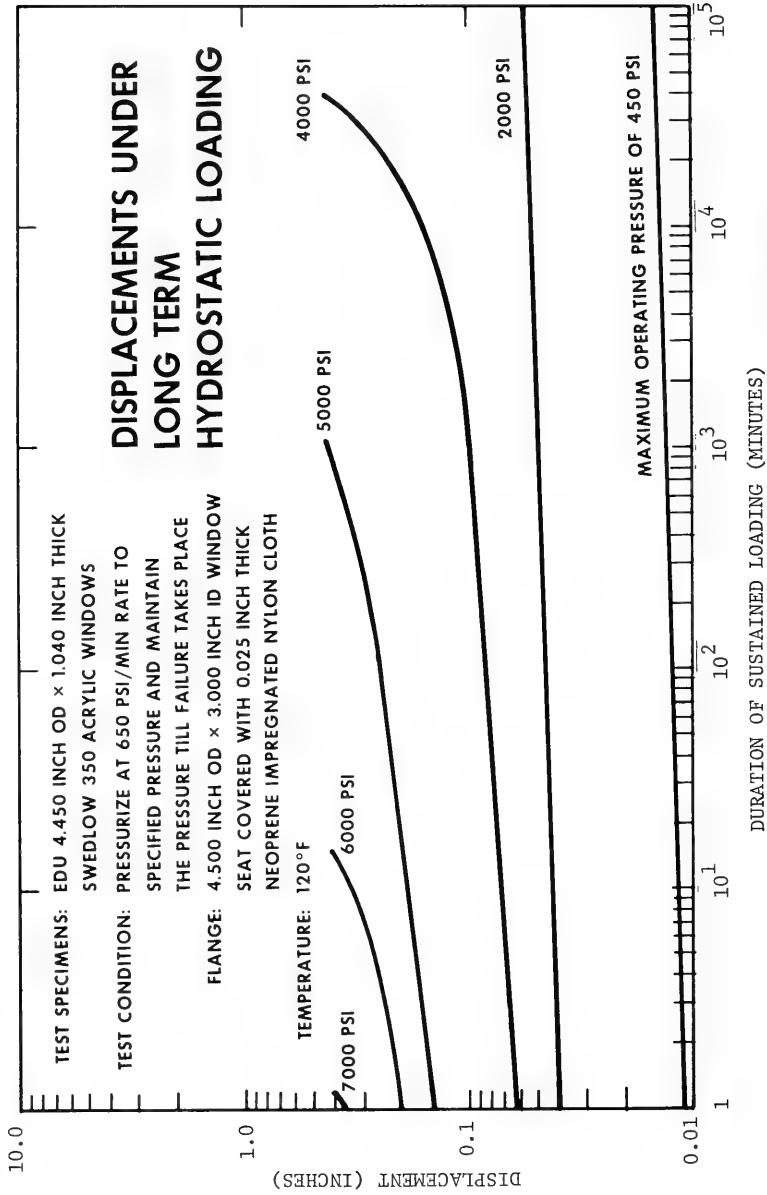 DISPLACEMENTS UNDER
LONG TERM
HYDROSTATIC LOADING
TEST SPECIMENS: EDU 4.450 INCH OD × 1.040 INCH THICK
SWEDLOW 350 ACRYLIC WINDOWS
TEST CONDITION: PRESSURIZE AT 650 PSI/MIN RATE TO
SPECIFIED PRESSURE AND MAINTAIN
THE PRESSURE TILL FAILURE TAKES PLACE
FLANGE: 4.500 INCH OD × 3.000 INCH ID WINDOW
SEAT COVERED WITH 0.025 INCH THICK
NEOPRENE IMPREGNATED NYLON CLOTH
TEMPERATURE: 120°F
7000 PSI
6000 PSI
5000 PSI
4000 PSI
2000 PSI
MAXIMUM OPERATING PRESSURE OF 450 PSI
10.0
1.0
0.1
0.01
DISPLACEMENT (INCHES)
1
10¹
10²
10³
10⁴
10⁵
DURATION OF SUSTAINED LOADING (MINUTES)